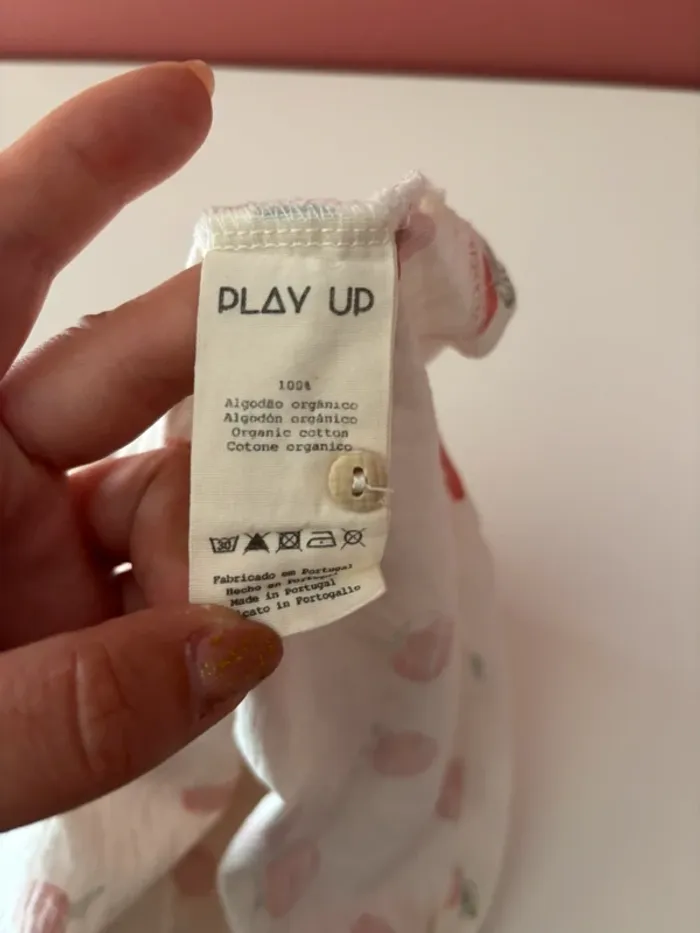 PLAY UP
100%
Algodão orgânico
Algodón orgánico
Organic cotton
Cotone organico
30
Fabricado em Portugal
Hecho en Portugal
Made in Portugal
in Portogallo